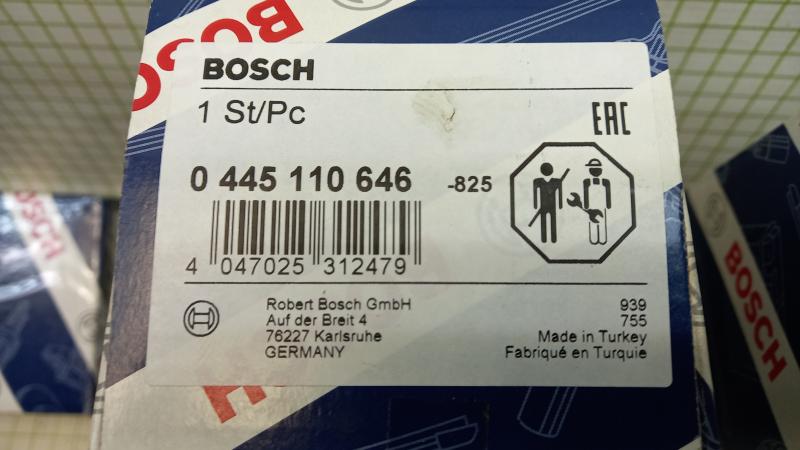 BOSCH
BOSCH
1 St/Pc
EAC
0 445 110 646 -825
4 047025 312479
Robert Bosch GmbH
Auf der Breit 4
76227 Karlsruhe
GERMANY
939
755
Made in Turkey
Fabriqué en Turquie
BOSCH
BOSCH
H